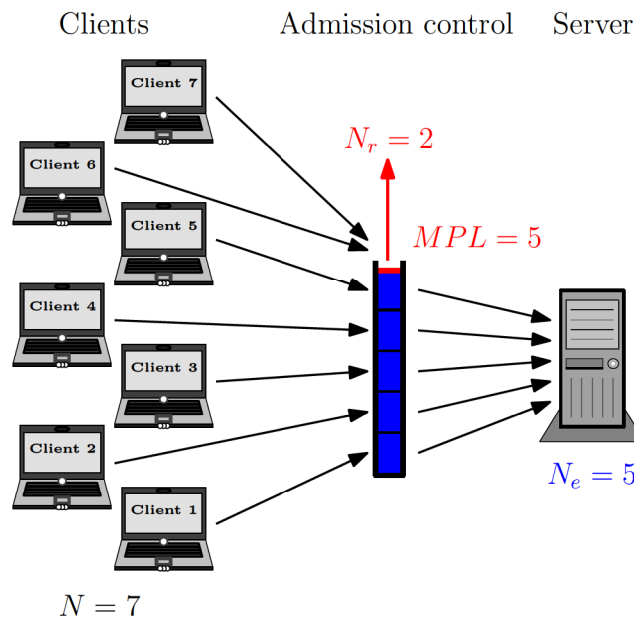 Clients
Admission control
Server
Client 7
Client 6
Client 5
Client 4
Client 3
Client 2
Client 1
N_r = 2
MPL = 5
N_e = 5
N = 7